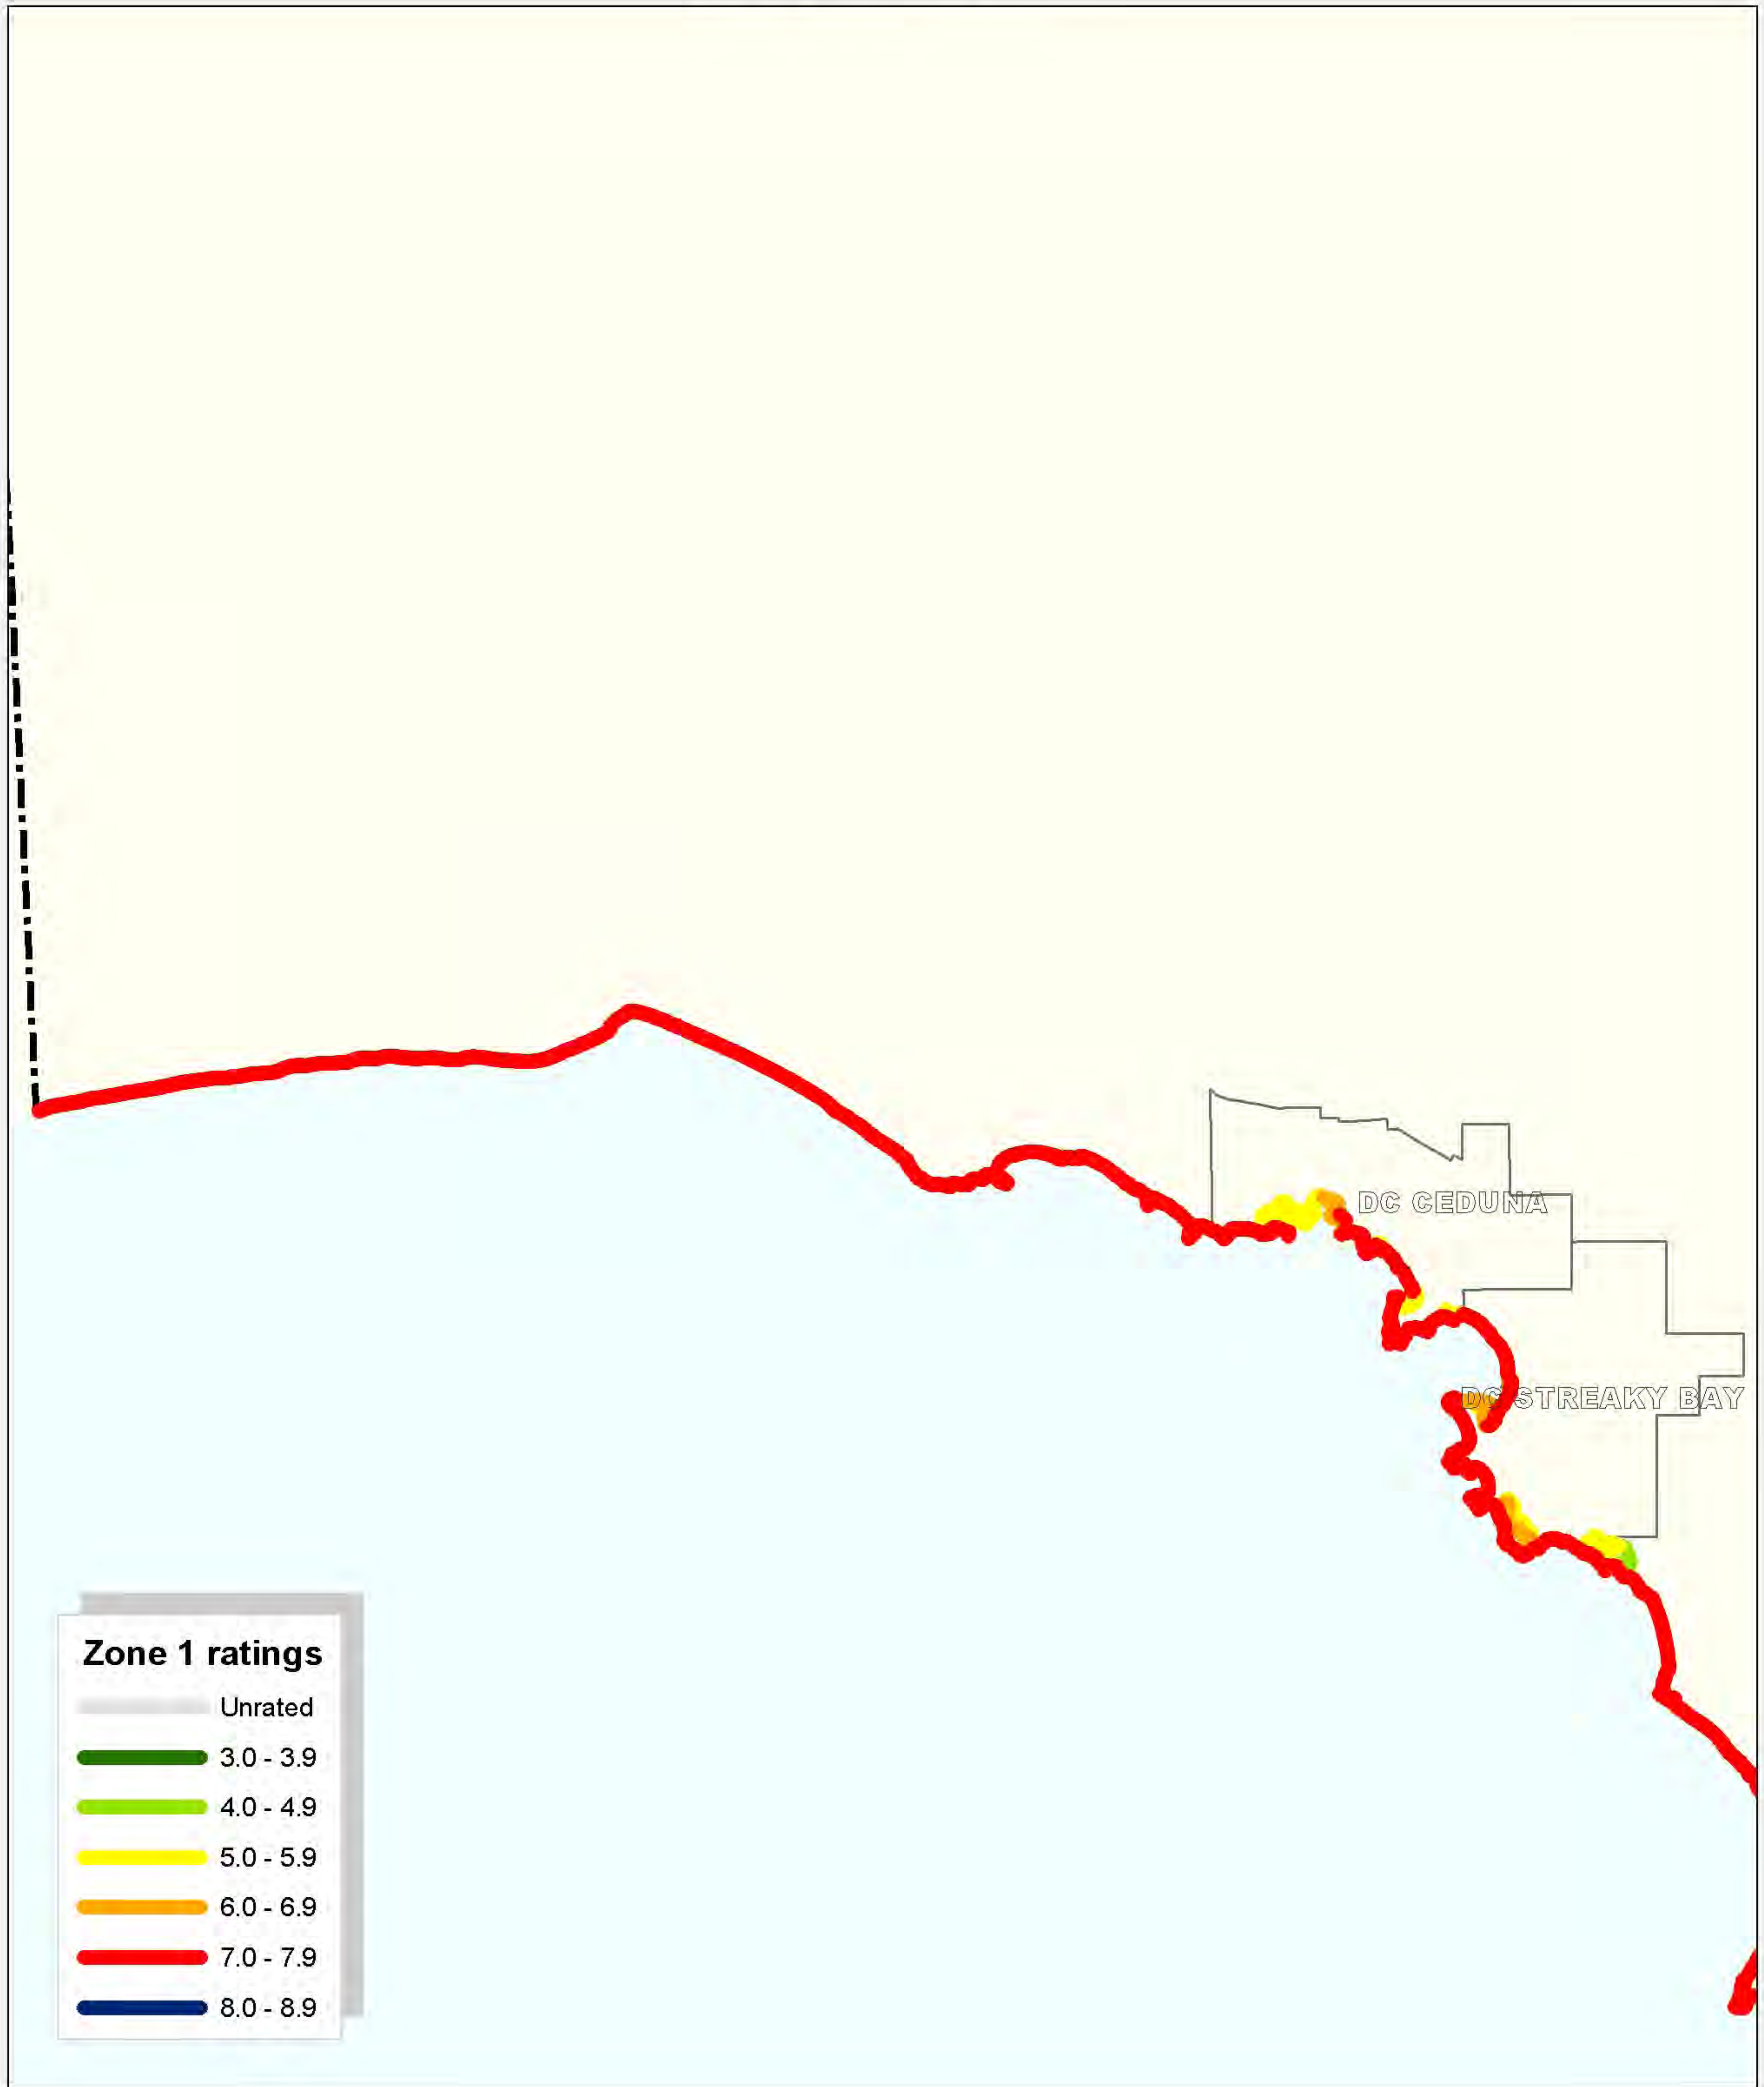 DC CEDUNA
DC STREAKY BAY
Zone 1 ratings
Unrated
3.0 - 3.9
4.0 - 4.9
5.0 - 5.9
6.0 - 6.9
7.0 - 7.9
8.0 - 8.9